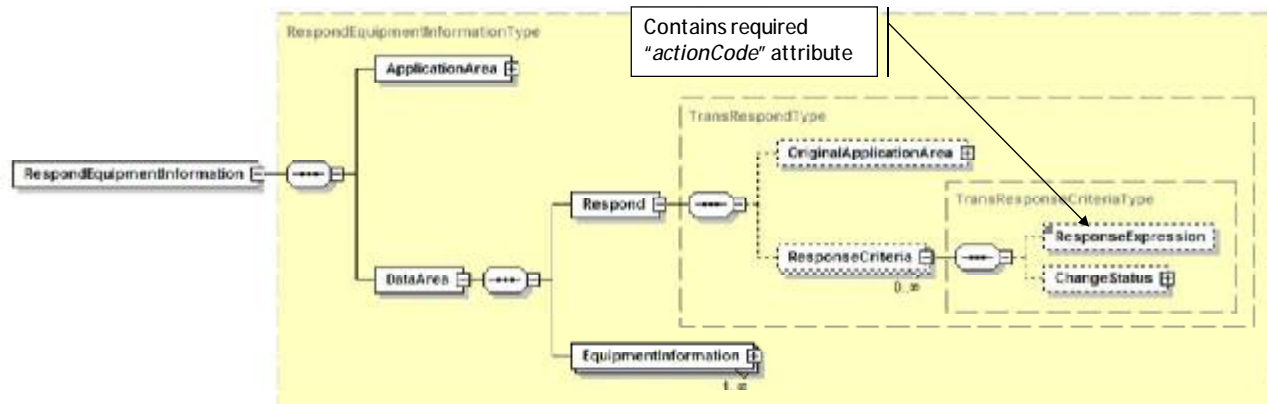 RespondEquipmentInformationType
Contains required
“actionCode” attribute
ApplicationArea
TransRespondType
OriginalApplicationArea
RespondEquipmentInformation
TransResponseCriteriaType
Respond
ResponseExpression
ResponseCriteria
0..∞
ChangeStatus
DataArea
EquipmentInformation
1..∞